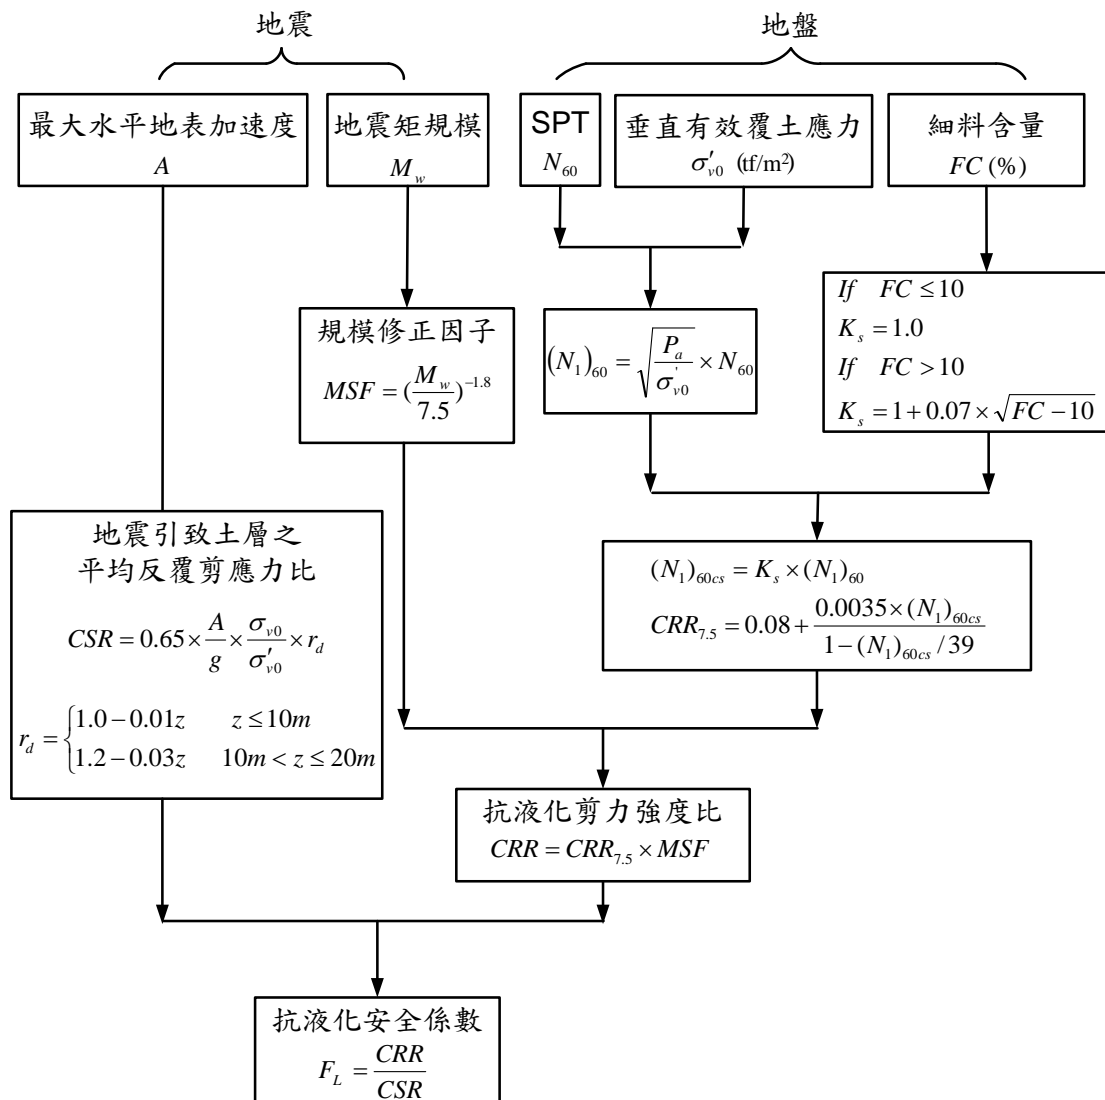 地震
地盤
最大水平地表加速度
A
地震矩規模
M_w
SPT
N_60
垂直有效覆土應力
σ'_v0 (tf/m²)
細料含量
FC (%)
規模修正因子
MSF = (M_w / 7.5)^−1.8
(N_1)_60 = √(P_a / σ'_v0) × N_60
If FC ≤ 10
K_s = 1.0
If FC > 10
K_s = 1 + 0.07 × √(FC − 10)
地震引致土層之
平均反覆剪應力比
CSR = 0.65 × A/g × σ_v0/σ'_v0 × r_d
r_d = { 1.0 − 0.01z z ≤ 10m
1.2 − 0.03z 10m < z ≤ 20m
(N_1)_60cs = K_s × (N_1)_60
CRR_7.5 = 0.08 + 0.0035 × (N_1)_60cs / 1 − (N_1)_60cs / 39
抗液化剪力強度比
CRR = CRR_7.5 × MSF
抗液化安全係數
F_L = CRR / CSR